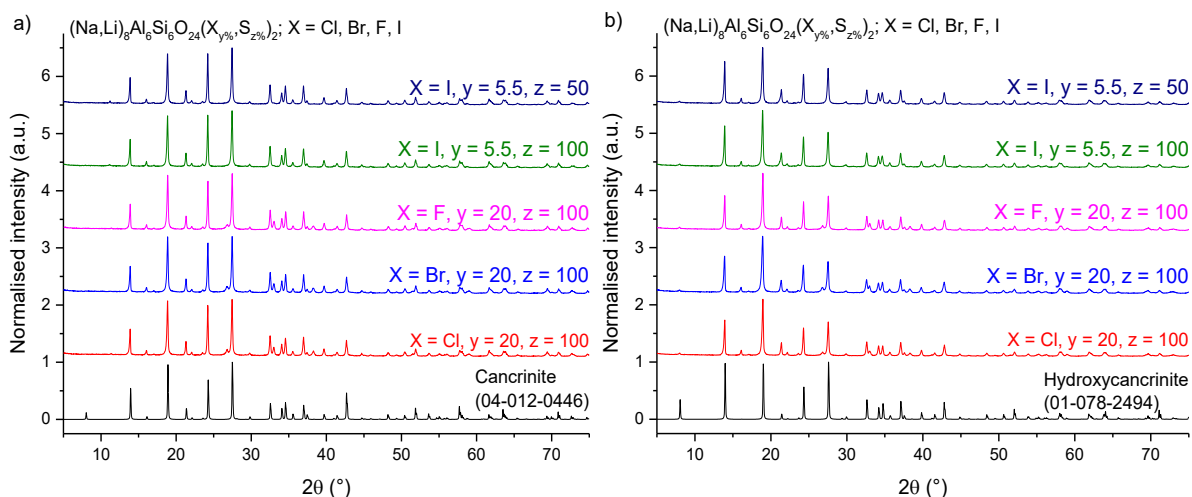 a)
(Na,Li)₈Al₆Si₆O₂₄(X_y%,S_z%)₂; X = Cl, Br, F, I
Normalised intensity (a.u.)
6
5
4
3
2
1
0
X = I, y = 5.5, z = 50
X = I, y = 5.5, z = 100
X = F, y = 20, z = 100
X = Br, y = 20, z = 100
X = Cl, y = 20, z = 100
Cancrinite
(04-012-0446)
10 20 30 40 50 60 70
2θ (°)
b)
(Na,Li)₈Al₆Si₆O₂₄(X_y%,S_z%)₂; X = Cl, Br, F, I
Normalised intensity (a.u.)
6
5
4
3
2
1
0
X = I, y = 5.5, z = 50
X = I, y = 5.5, z = 100
X = F, y = 20, z = 100
X = Br, y = 20, z = 100
X = Cl, y = 20, z = 100
Hydroxycancrinite
(01-078-2494)
10 20 30 40 50 60 70
2θ (°)